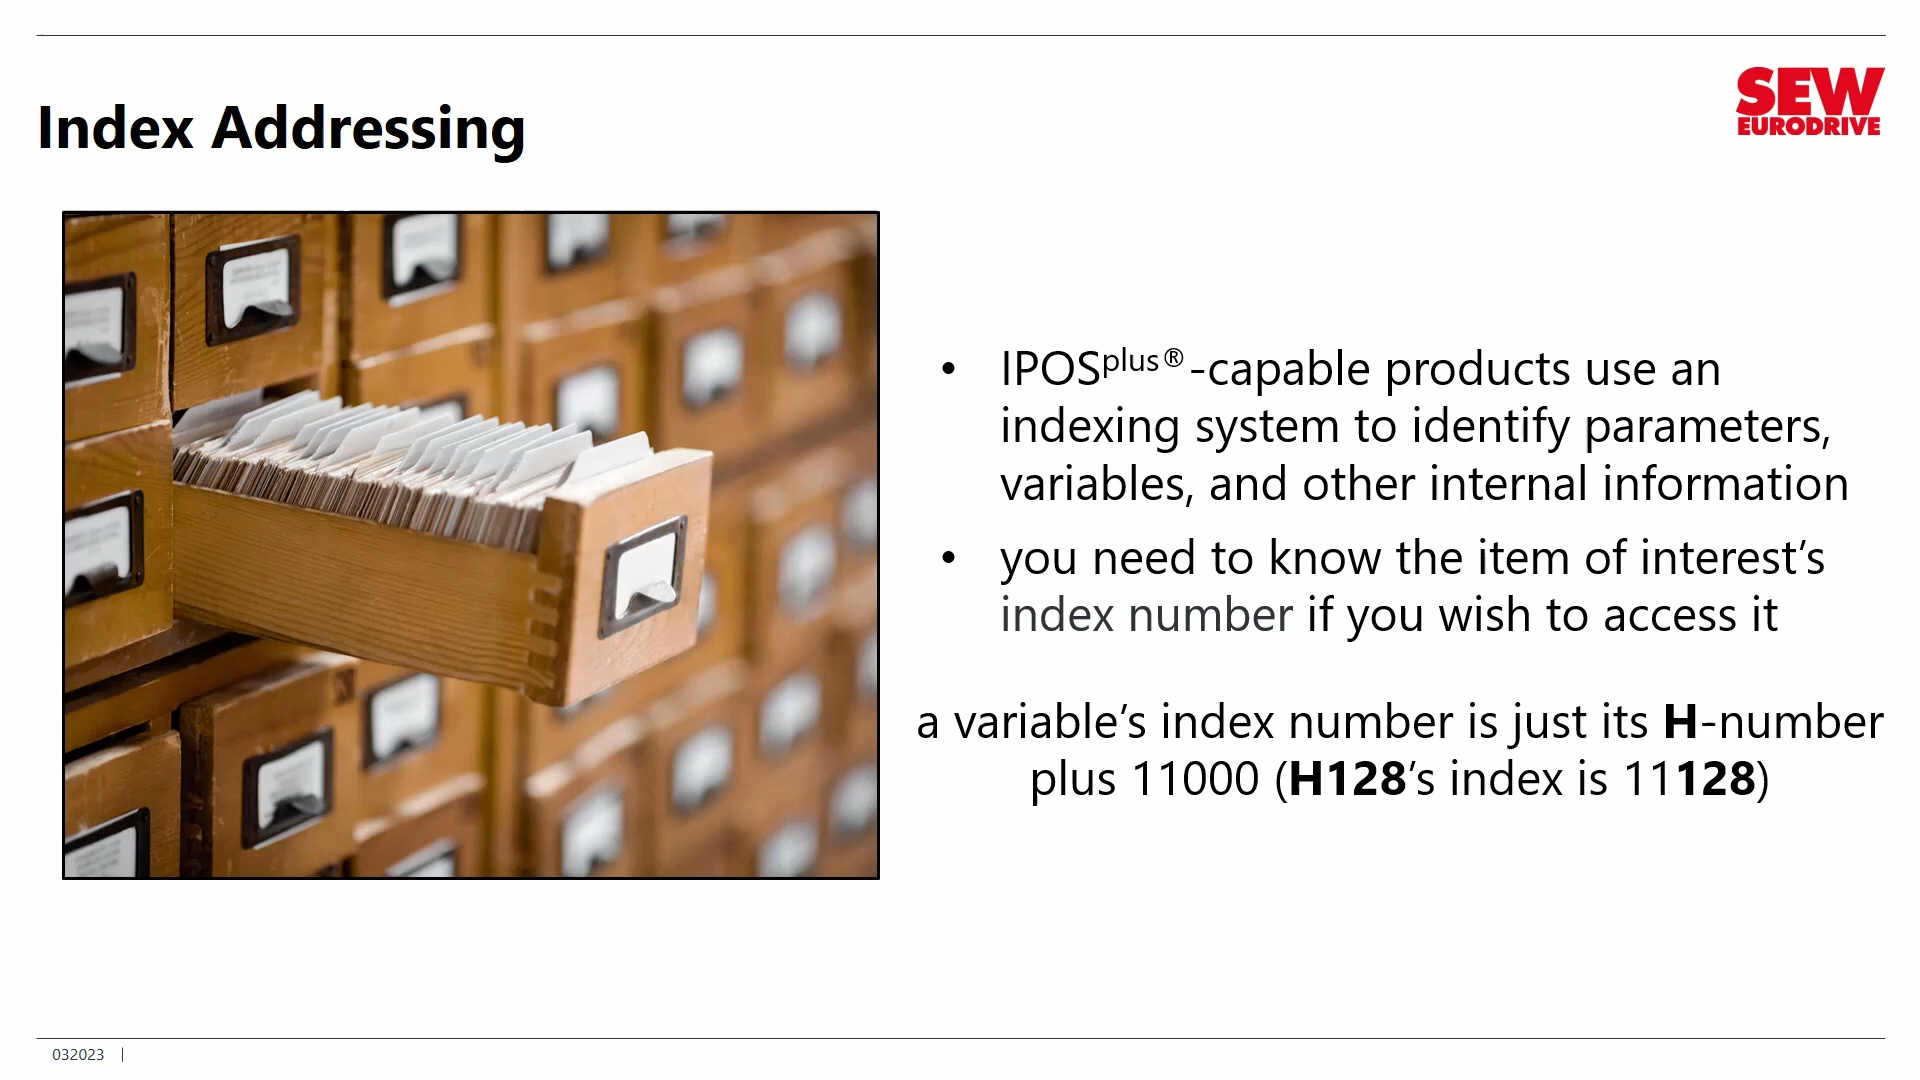 Index Addressing
SEW
EURODRIVE
• IPOSplus®-capable products use an
indexing system to identify parameters,
variables, and other internal information
• you need to know the item of interest’s
index number if you wish to access it
a variable’s index number is just its H-number
plus 11000 (H128’s index is 11128)
032023 |